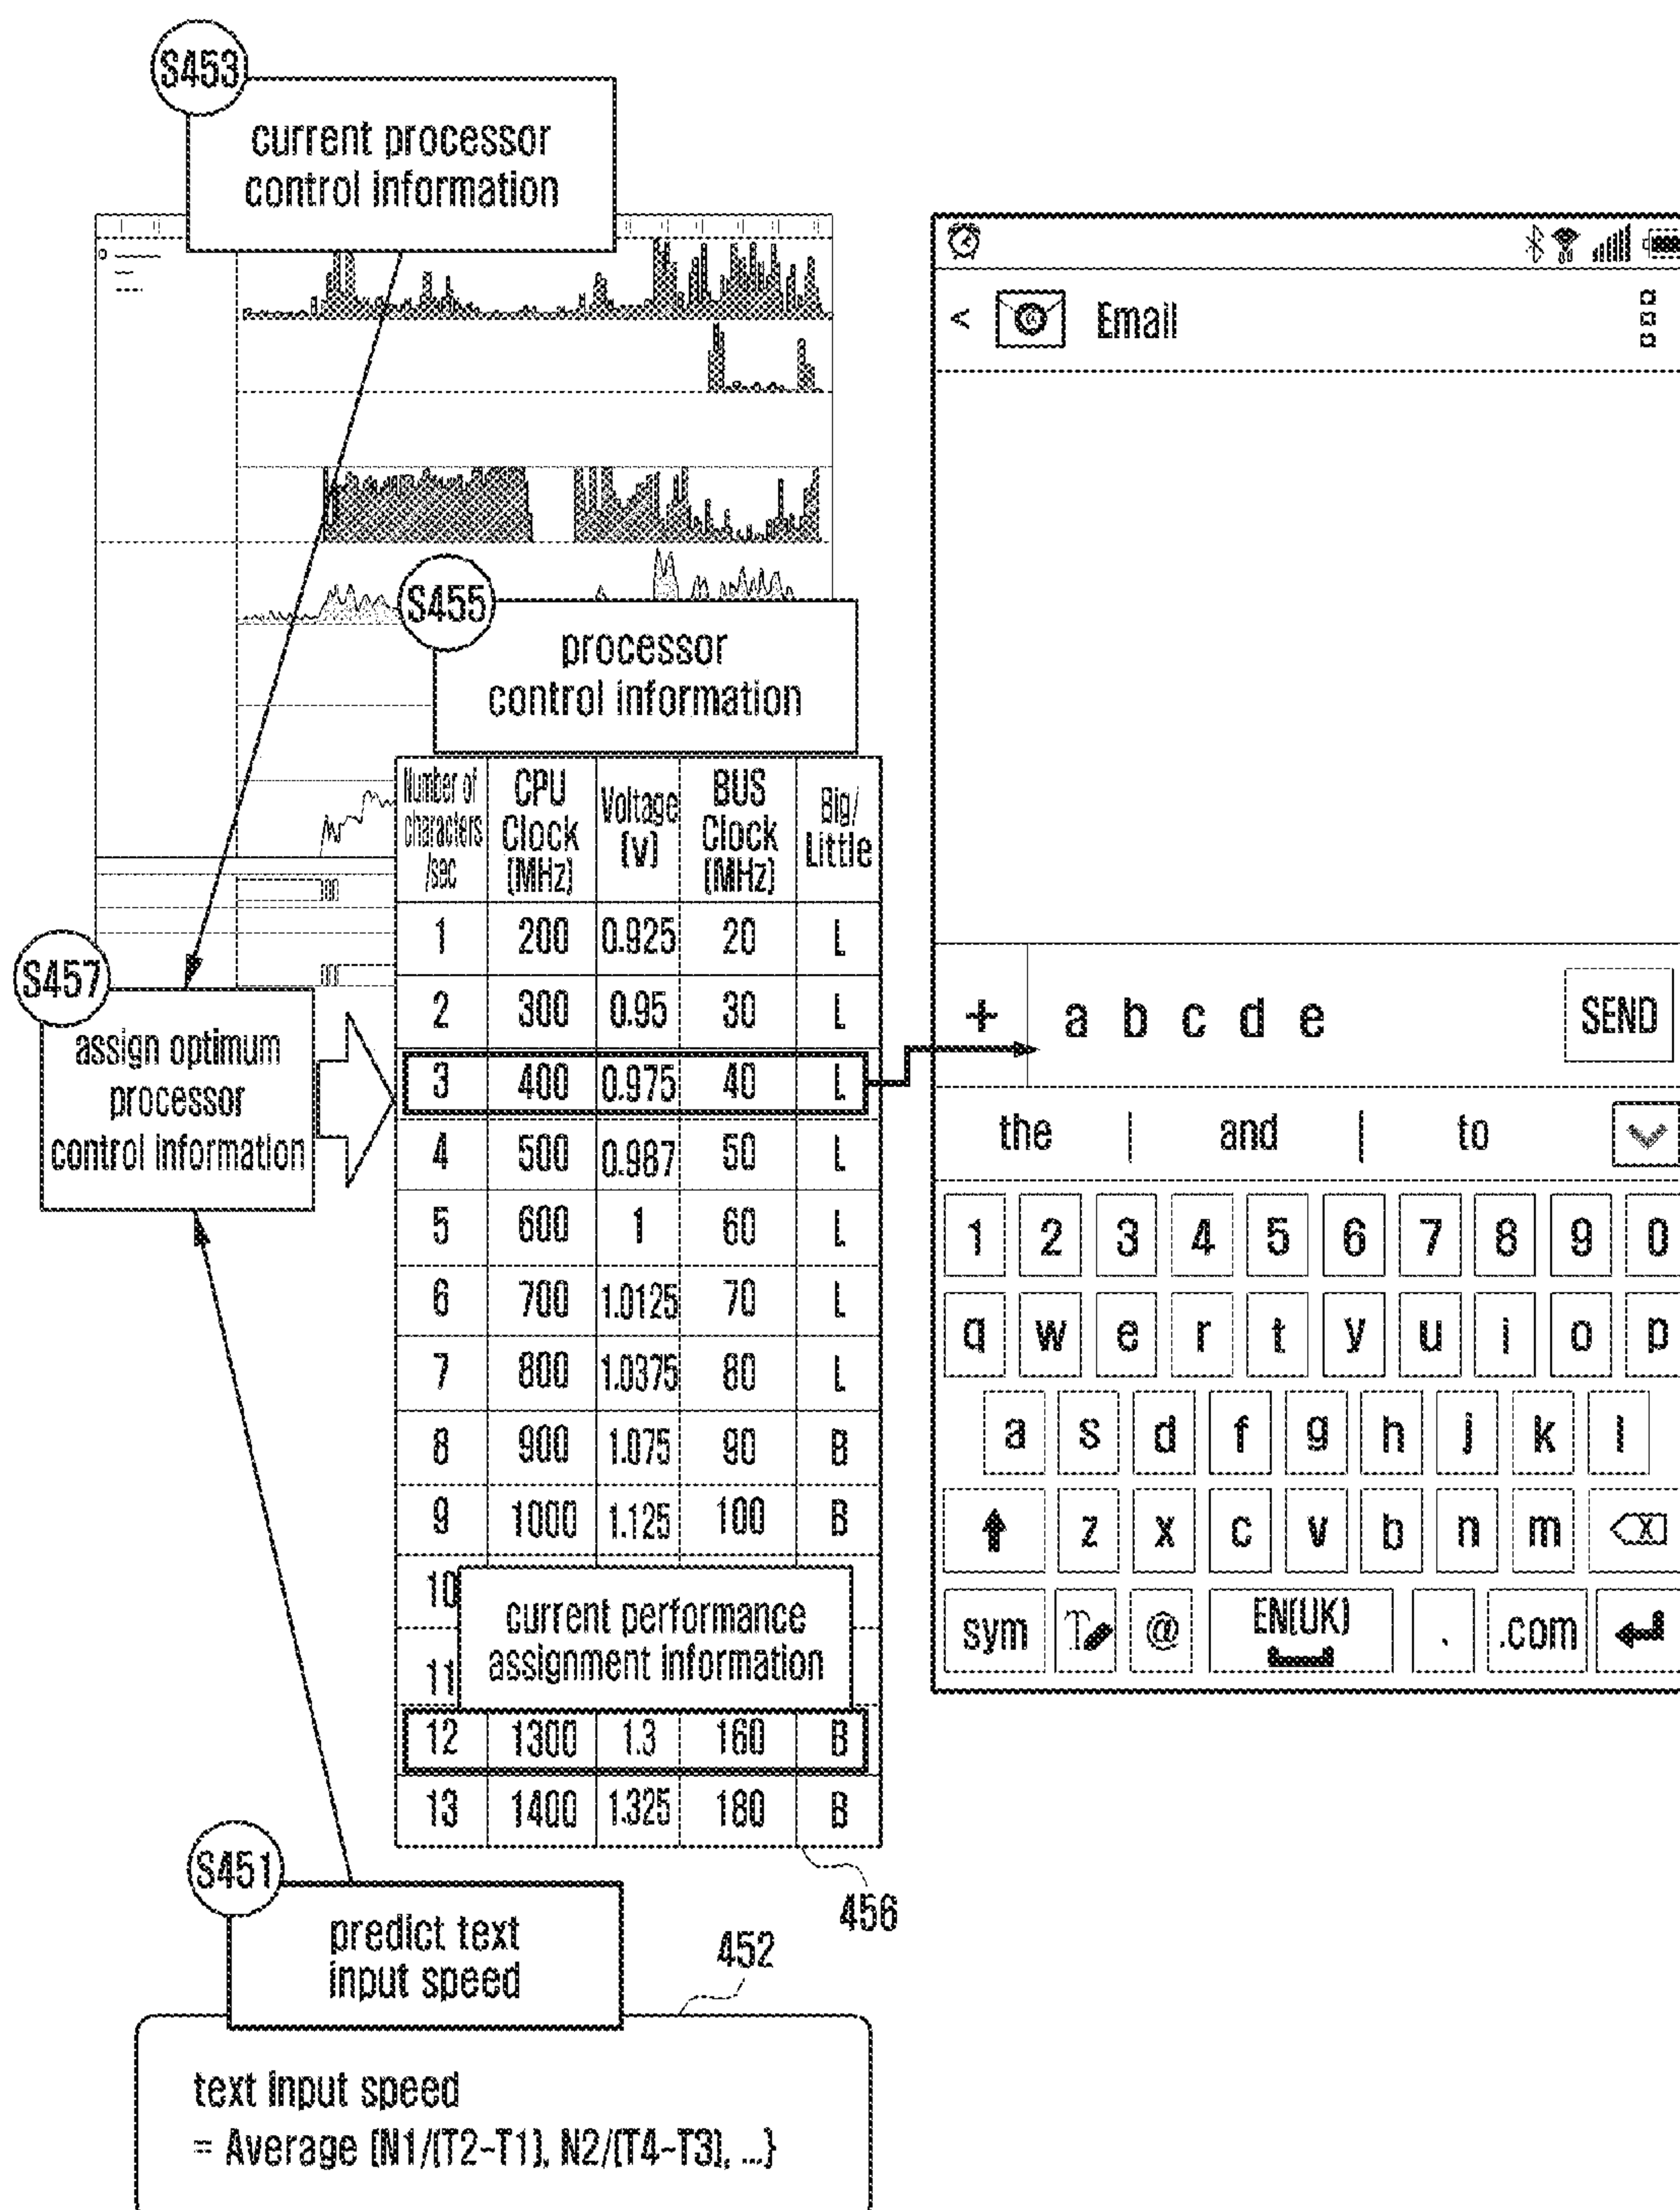 S453
current processor
control information
S455
processor
control information
Number of
characters
/sec
CPU
Clock
(MHz)
Voltage
(V)
BUS
Clock
(MHz)
Big/
Little
1 200 0.925 20 L
2 300 0.95 30 L
3 400 0.975 40 L
4 500 0.987 50 L
5 600 1 60 L
6 700 1.0125 70 L
7 800 1.0375 80 L
8 900 1.075 90 B
9 1000 1.125 100 B
10
11
current performance
assignment information
12 1300 1.3 160 B
13 1400 1.325 180 B
456
S457
assign optimum
processor
control information
S451
predict text
input speed
452
text input speed
= Average {N1/(T2-T1), N2/(T4-T3), ...}
< Email
+ a b c d e SEND
the | and | to
1 2 3 4 5 6 7 8 9 0
q w e r t y u i o p
a s d f g h j k l
z x c v b n m X
sym T @ EN(UK) . .com